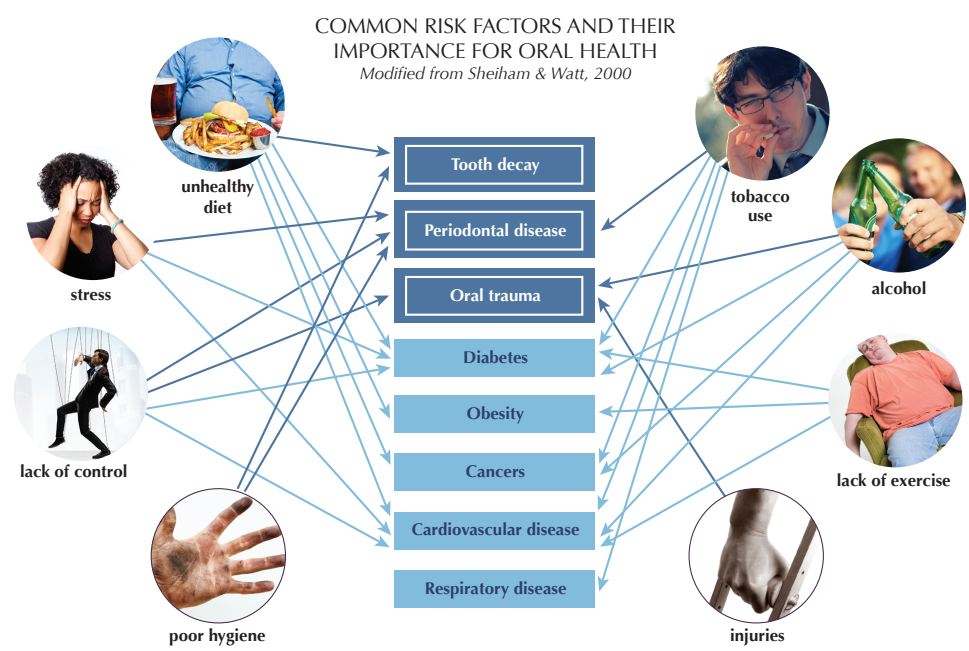 COMMON RISK FACTORS AND THEIR
IMPORTANCE FOR ORAL HEALTH
Modified from Sheiham & Watt, 2000
unhealthy
diet
stress
lack of control
poor hygiene
Tooth decay
Periodontal disease
Oral trauma
Diabetes
Obesity
Cancers
Cardiovascular disease
Respiratory disease
tobacco
use
alcohol
lack of exercise
injuries